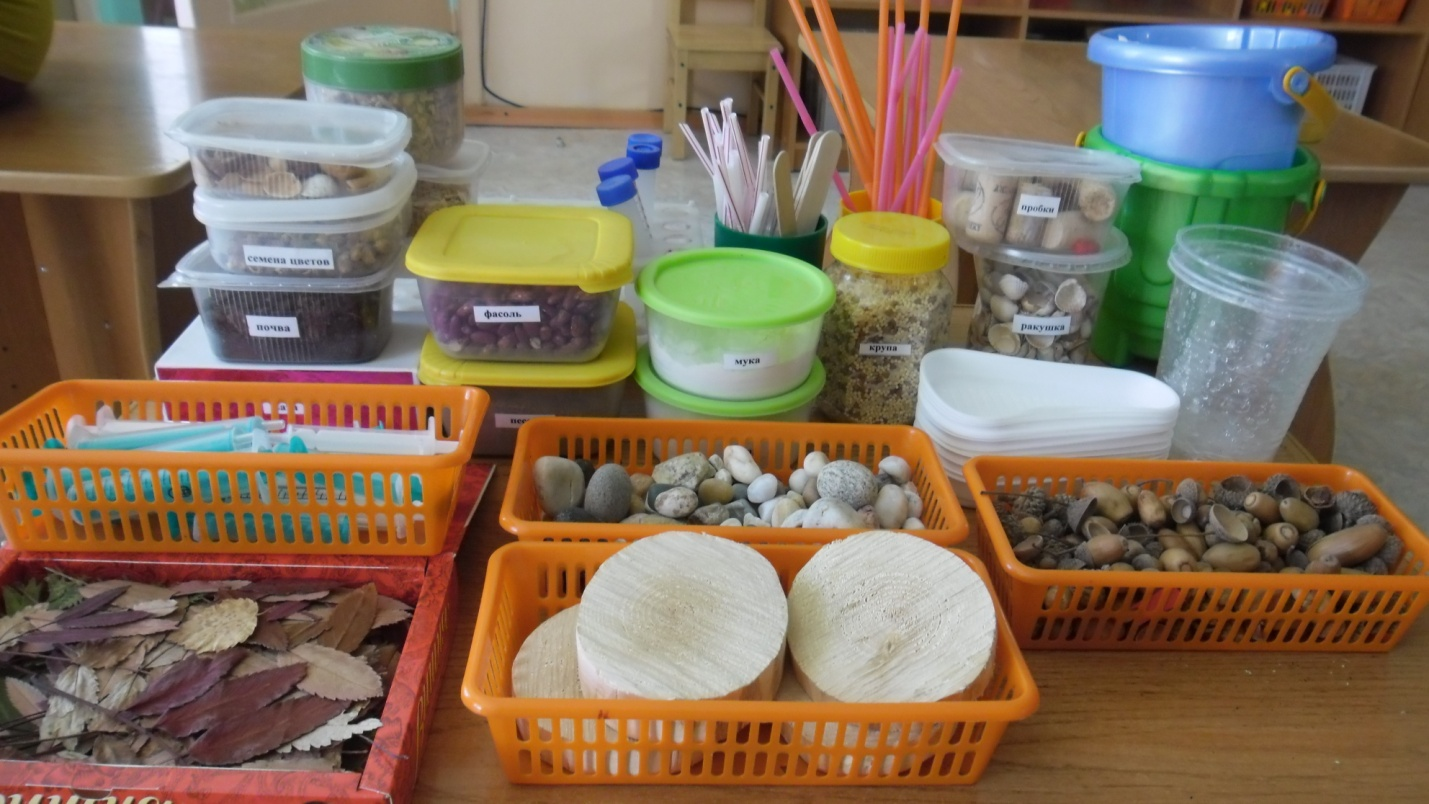 семена цветов
почва
фасоль
мука
крупа
пробки
ракушка